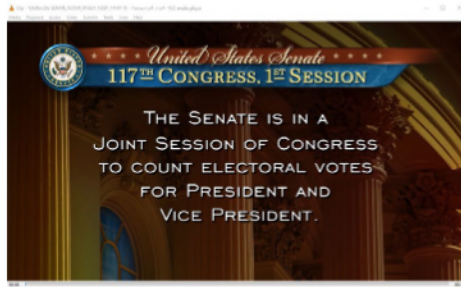 United States Senate
117TH CONGRESS, 1ST SESSION
THE SENATE IS IN A
JOINT SESSION OF CONGRESS
TO COUNT ELECTORAL VOTES
FOR PRESIDENT AND
VICE PRESIDENT.